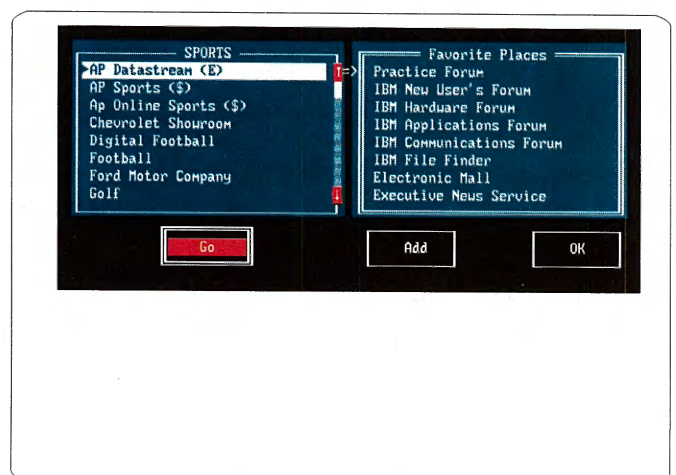 SPORTS
AP Datastream (E)
AP Sports ($)
Ap Online Sports ($)
Chevrolet Showroom
Digital Football
Football
Ford Motor Company
Golf
Favorite Places
Practice Forum
IBM New User's Forum
IBM Hardware Forum
IBM Applications Forum
IBM Communications Forum
IBM File Finder
Electronic Mall
Executive News Service
Go
Add
OK